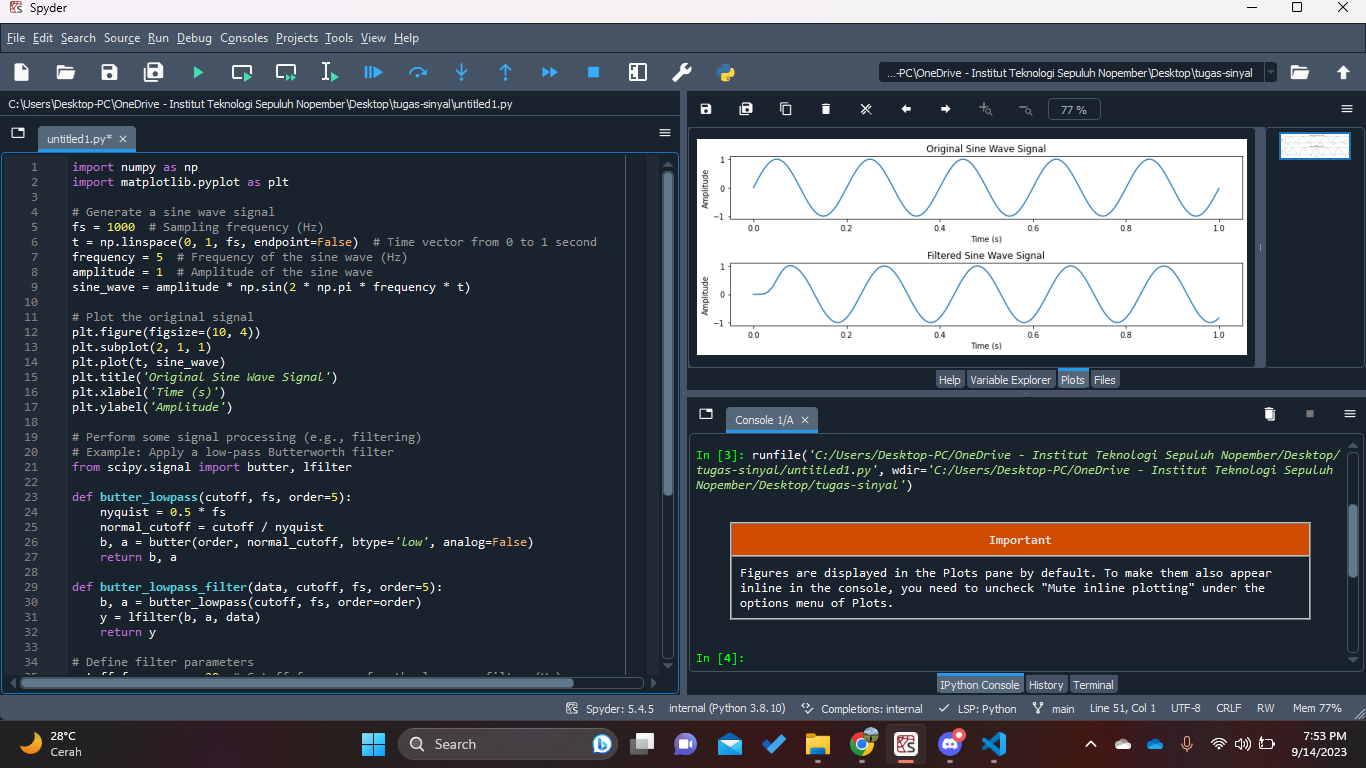 Spyder
File Edit Search Source Run Debug Consoles Projects Tools View Help
...-PC\OneDrive - Institut Teknologi Sepuluh Nopember\Desktop\tugas-sinyal
C:\Users\Desktop-PC\OneDrive - Institut Teknologi Sepuluh Nopember\Desktop\tugas-sinyal\untitled1.py
untitled1.py*
1 import numpy as np
2 import matplotlib.pyplot as plt
3
4 # Generate a sine wave signal
5 fs = 1000  # Sampling frequency (Hz)
6 t = np.linspace(0, 1, fs, endpoint=False)  # Time vector from 0 to 1 second
7 frequency = 5  # Frequency of the sine wave (Hz)
8 amplitude = 1  # Amplitude of the sine wave
9 sine_wave = amplitude * np.sin(2 * np.pi * frequency * t)
10
11 # Plot the original signal
12 plt.figure(figsize=(10, 4))
13 plt.subplot(2, 1, 1)
14 plt.plot(t, sine_wave)
15 plt.title('Original Sine Wave Signal')
16 plt.xlabel('Time (s)')
17 plt.ylabel('Amplitude')
18
19 # Perform some signal processing (e.g., filtering)
20 # Example: Apply a low-pass Butterworth filter
21 from scipy.signal import butter, lfilter
22
23 def butter_lowpass(cutoff, fs, order=5):
24     nyquist = 0.5 * fs
25     normal_cutoff = cutoff / nyquist
26     b, a = butter(order, normal_cutoff, btype='low', analog=False)
27     return b, a
28
29 def butter_lowpass_filter(data, cutoff, fs, order=5):
30     b, a = butter_lowpass(cutoff, fs, order=order)
31     y = lfilter(b, a, data)
32     return y
33
34 # Define filter parameters
77 %
Original Sine Wave Signal
Amplitude
1
0
−1
0.0 0.2 0.4 0.6 0.8 1.0
Time (s)
Filtered Sine Wave Signal
Amplitude
1
0
−1
0.0 0.2 0.4 0.6 0.8 1.0
Time (s)
Help Variable Explorer Plots Files
Console 1/A
In [3]: runfile('C:/Users/Desktop-PC/OneDrive - Institut Teknologi Sepuluh Nopember/Desktop/
tugas-sinyal/untitled1.py', wdir='C:/Users/Desktop-PC/OneDrive - Institut Teknologi Sepuluh
Nopember/Desktop/tugas-sinyal')
Important
Figures are displayed in the Plots pane by default. To make them also appear
inline in the console, you need to uncheck "Mute inline plotting" under the
options menu of Plots.
In [4]:
IPython Console History Terminal
Spyder: 5.4.5 internal (Python 3.8.10) Completions: internal LSP: Python main Line 51, Col 1 UTF-8 CRLF RW Mem 77%
28°C
Cerah
Search
7:53 PM
9/14/2023